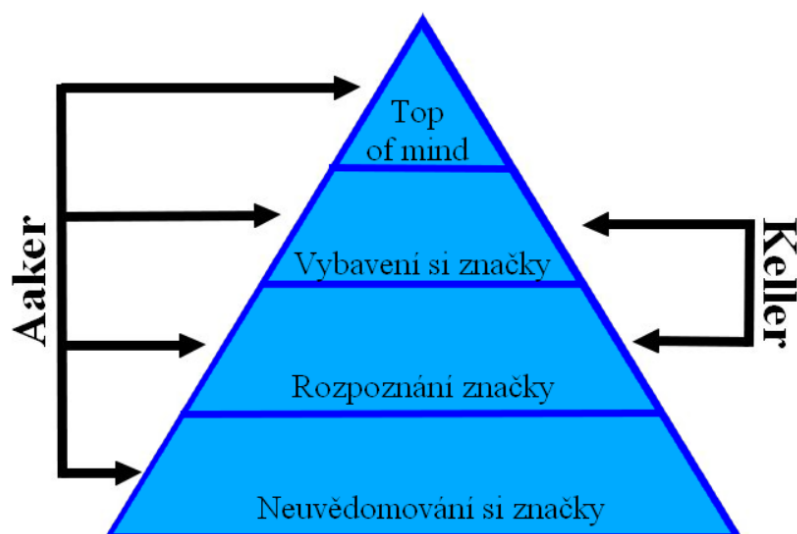 Top
of mind
Vybavení si značky
Rozpoznání značky
Neuvědomování si značky
Aaker
Keller